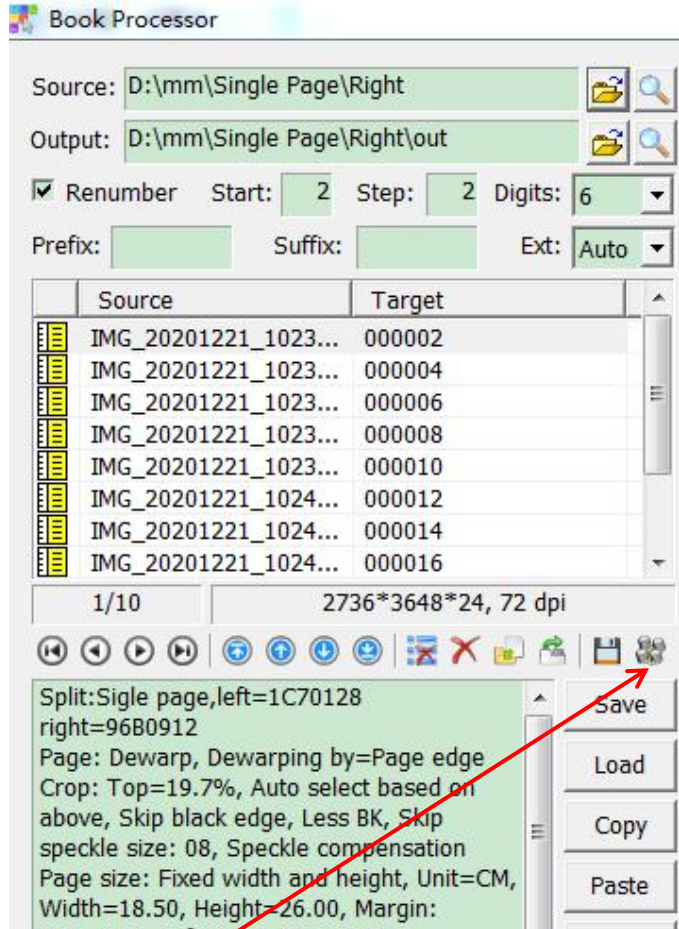 Book Processor
Source: D:\mm\Single Page\Right
Output: D:\mm\Single Page\Right\out
Renumber Start: 2 Step: 2 Digits: 6
Prefix: Suffix: Ext: Auto
Source Target
IMG_20201221_1023... 000002
IMG_20201221_1023... 000004
IMG_20201221_1023... 000006
IMG_20201221_1023... 000008
IMG_20201221_1023... 000010
IMG_20201221_1024... 000012
IMG_20201221_1024... 000014
IMG_20201221_1024... 000016
1/10 2736*3648*24, 72 dpi
Split:Sigle page,left=1C70128
right=96B0912
Page: Dewarp, Dewarping by=Page edge
Crop: Top=19.7%, Auto select based on
above, Skip black edge, Less BK, Skip
speckle size: 08, Speckle compensation
Page size: Fixed width and height, Unit=CM,
Width=18.50, Height=26.00, Margin:
Save
Load
Copy
Paste